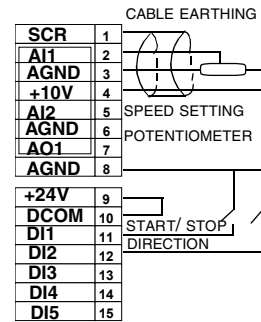 CABLE EARTHING
SCR 1
AI1 2
AGND 3
+10V 4
AI2 5 SPEED SETTING
AGND 6 POTENTIOMETER
AO1 7
AGND 8
+24V 9
DCOM 10
DI1 11 START/ STOP
DI2 12 DIRECTION
DI3 13
DI4 14
DI5 15